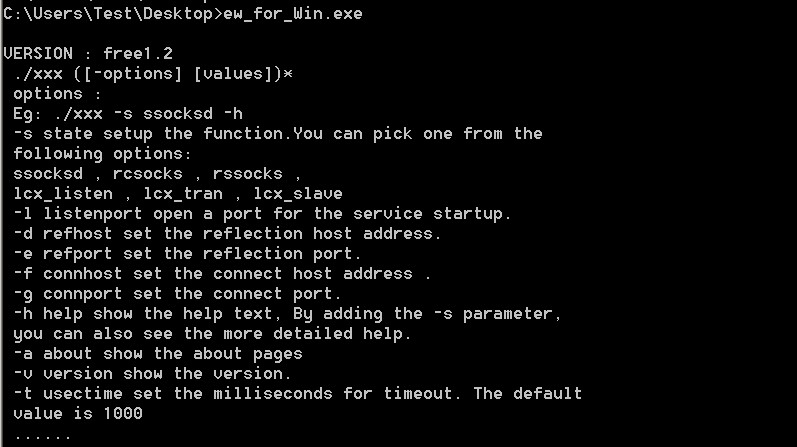 C:\Users\Test\Desktop>ew_for_Win.exe
VERSION : free1.2
./xxx ([-options] [values])*
options :
Eg: ./xxx -s ssocksd -h
-s state setup the function.You can pick one from the
following options:
ssocksd , rcsocks , rssocks ,
lcx_listen , lcx_tran , lcx_slave
-l listenport open a port for the service startup.
-d refhost set the reflection host address.
-e refport set the reflection port.
-f connhost set the connect host address .
-g connport set the connect port.
-h help show the help text, By adding the -s parameter,
you can also see the more detailed help.
-a about show the about pages
-v version show the version.
-t usectime set the milliseconds for timeout. The default
value is 1000
......